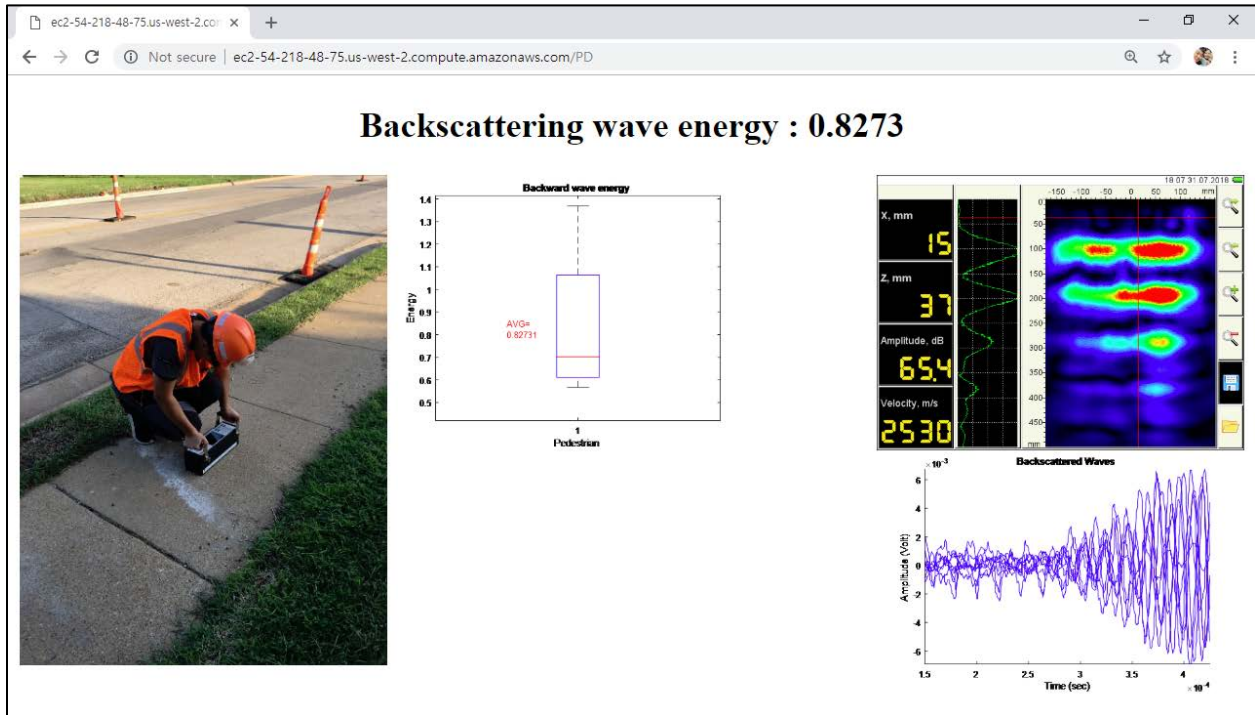 ec2-54-218-48-75.us-west-2.con
Not secure | ec2-54-218-48-75.us-west-2.compute.amazonaws.com/PD
Backscattering wave energy : 0.8273
Backward wave energy
1.4
1.3
1.2
1.1
1
0.9
0.8
0.7
0.6
0.5
Energy
AVG=
0.82731
1
Pedestrian
18:07 31.07.2018
X, mm
15
Z, mm
37
Amplitude, dB
65.4
Velocity, m/s
2530
-150 -100 -50 0 50 100 mm
0
50
100
150
200
250
300
350
400
450
mm
Backscattered Waves
×10⁻³
6
4
2
0
-2
-4
-6
Amplitude (Volt)
1.5 2 2.5 3 3.5 4
Time (sec)
×10⁻⁴